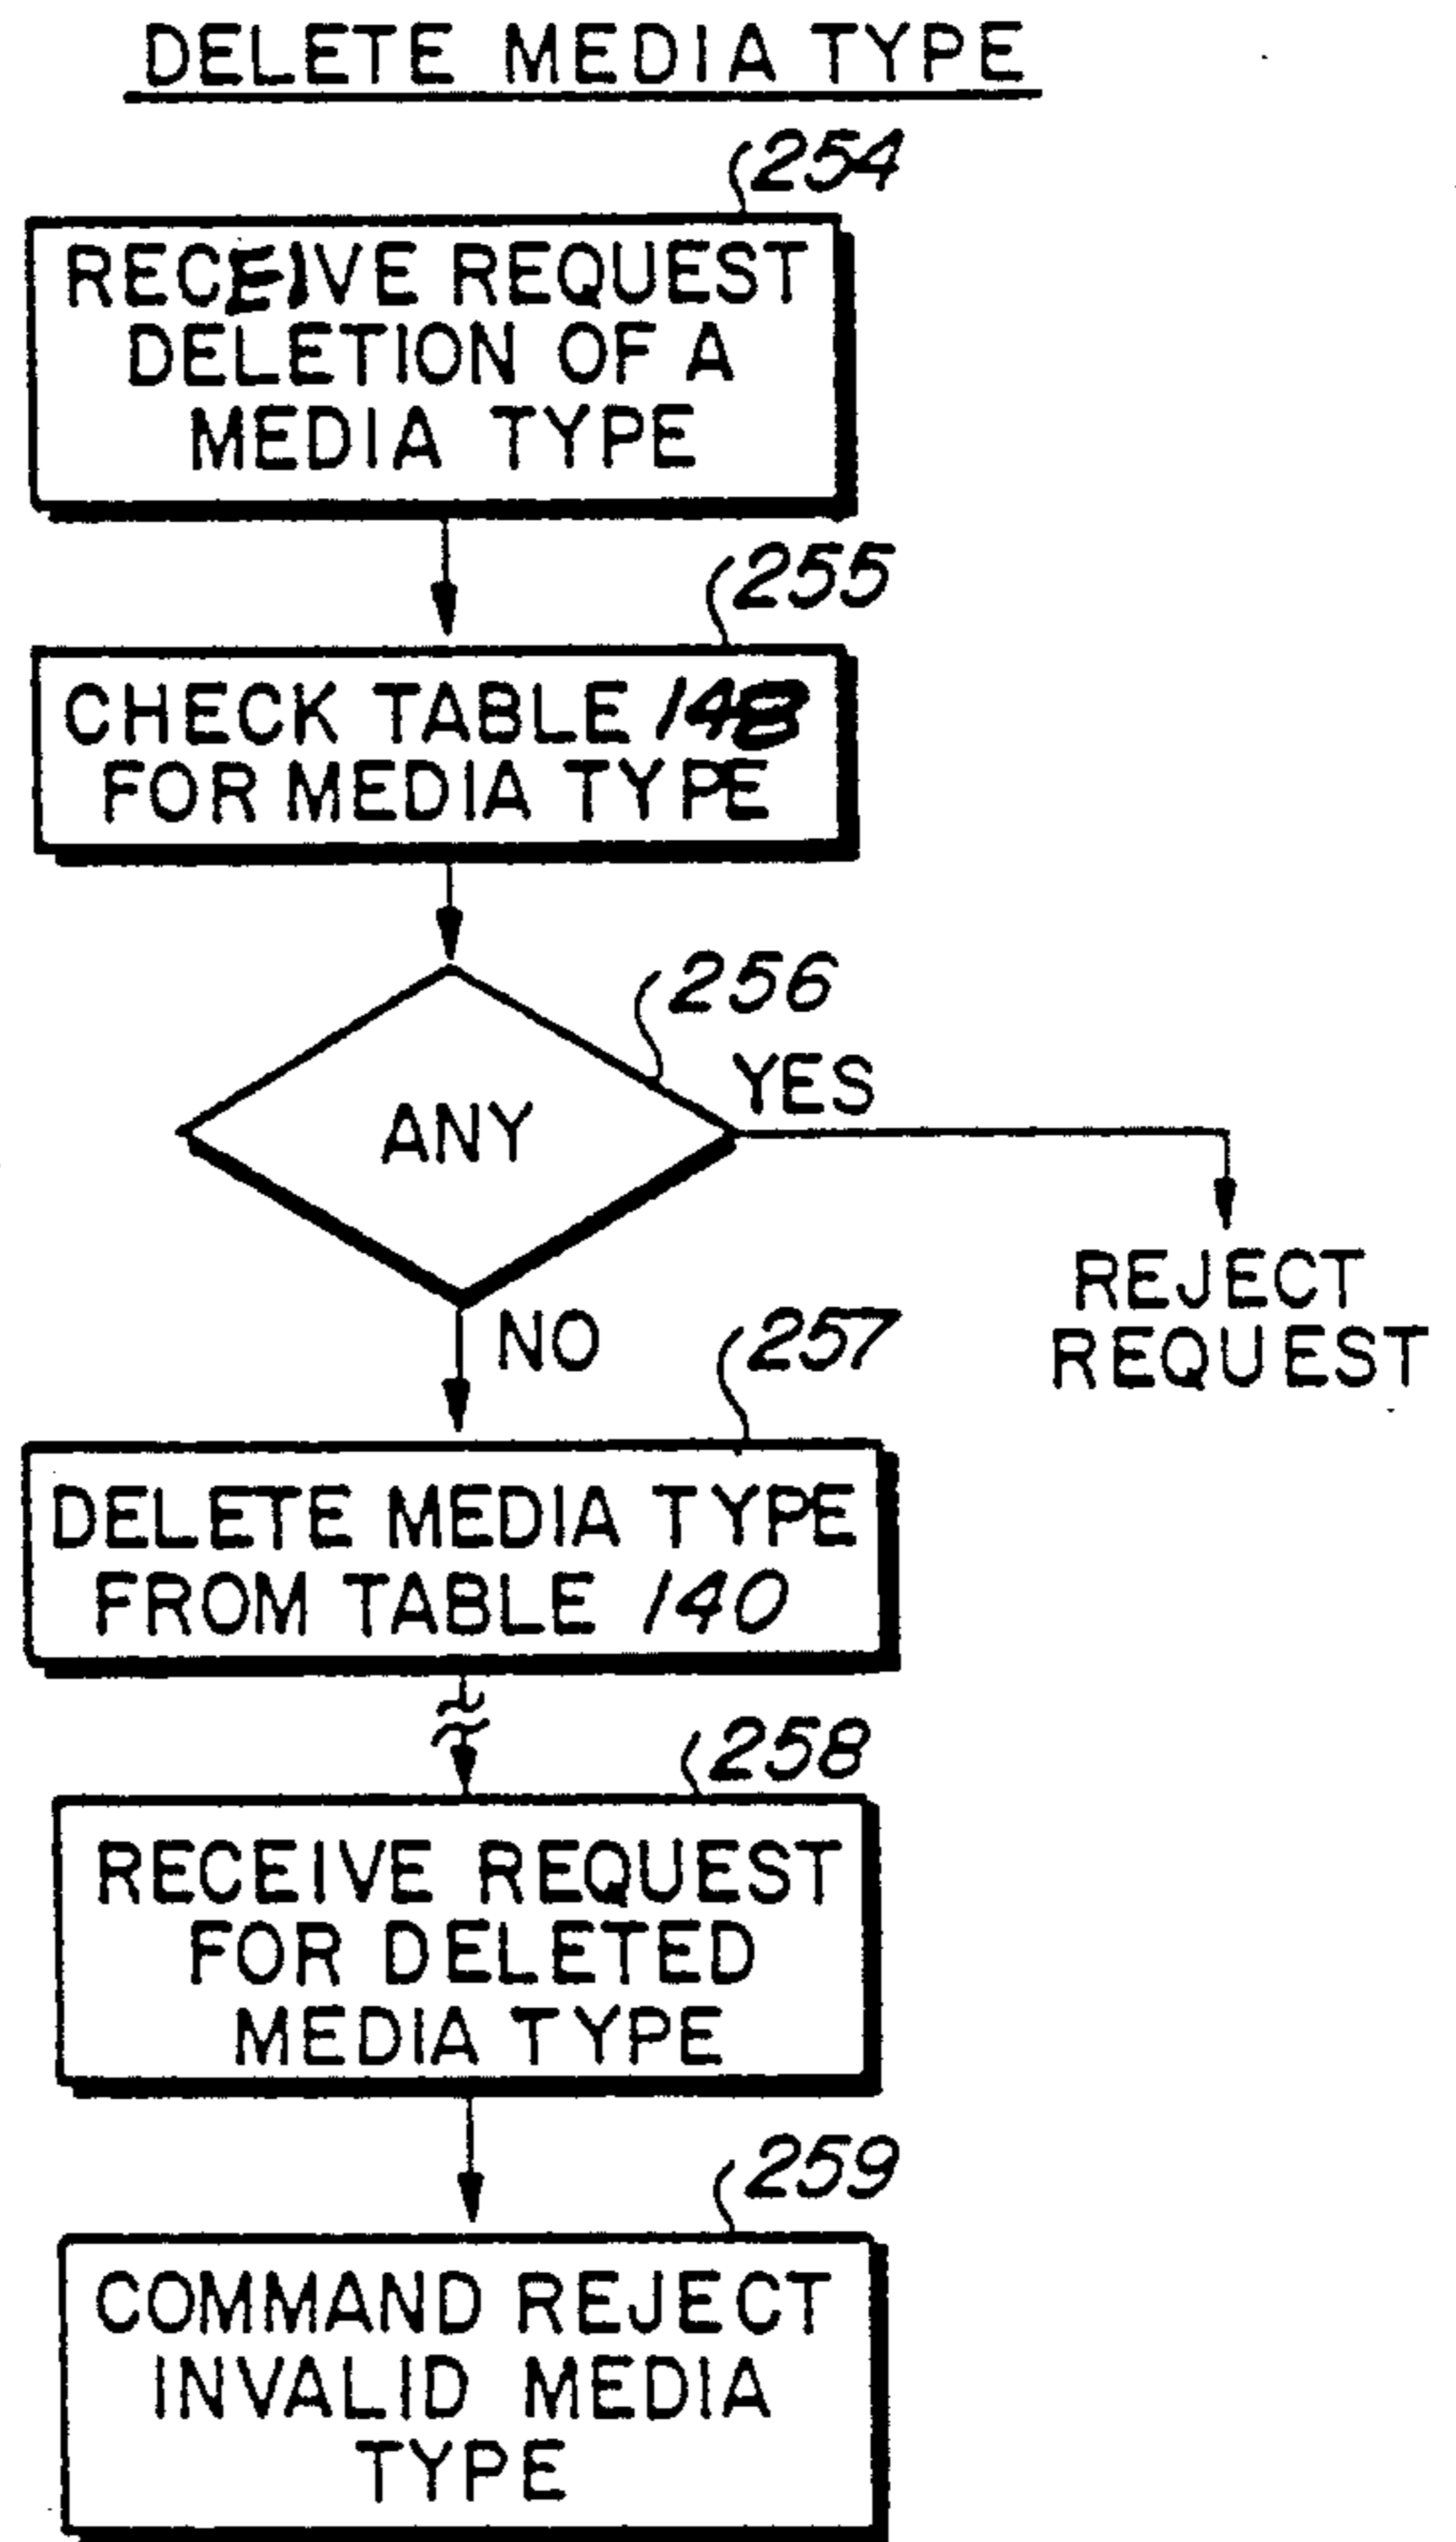 DELETE MEDIA TYPE
254
RECEIVE REQUEST
DELETION OF A
MEDIA TYPE
255
CHECK TABLE 148
FOR MEDIA TYPE
256
ANY
YES
REJECT
REQUEST
NO
257
DELETE MEDIA TYPE
FROM TABLE 140
258
RECEIVE REQUEST
FOR DELETED
MEDIA TYPE
259
COMMAND REJECT
INVALID MEDIA
TYPE